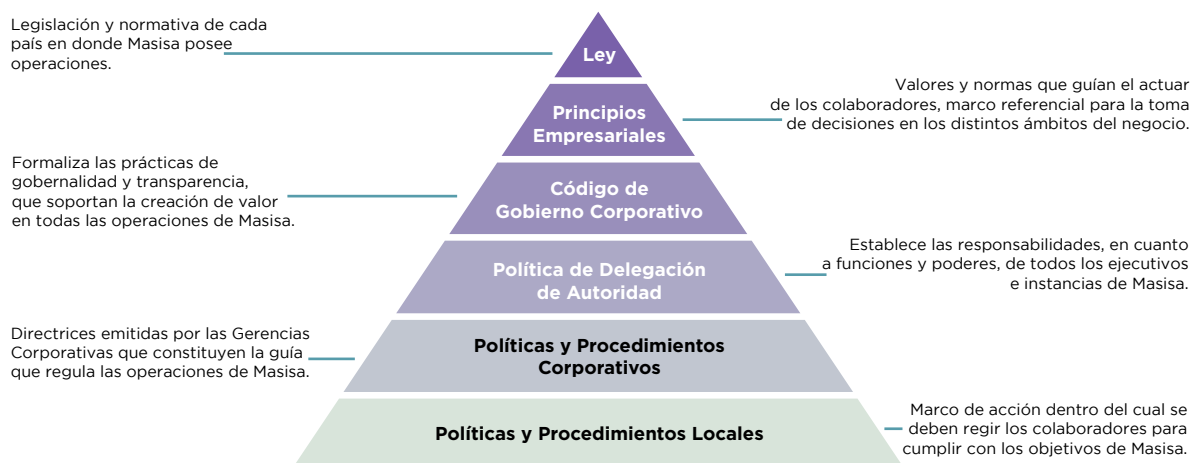 Legislación y normativa de cada
país en donde Masisa posee
operaciones.
Ley
Valores y normas que guían el actuar
de los colaboradores, marco referencial para la toma
de decisiones en los distintos ámbitos del negocio.
Principios
Empresariales
Formaliza las prácticas de
gobernalidad y transparencia,
que soportan la creación de valor
en todas las operaciones de Masisa.
Código de
Gobierno Corporativo
Establece las responsabilidades, en cuanto
a funciones y poderes, de todos los ejecutivos
e instancias de Masisa.
Política de Delegación
de Autoridad
Directrices emitidas por las Gerencias
Corporativas que constituyen la guía
que regula las operaciones de Masisa.
Políticas y Procedimientos
Corporativos
Políticas y Procedimientos Locales
Marco de acción dentro del cual se
deben regir los colaboradores para
cumplir con los objetivos de Masisa.